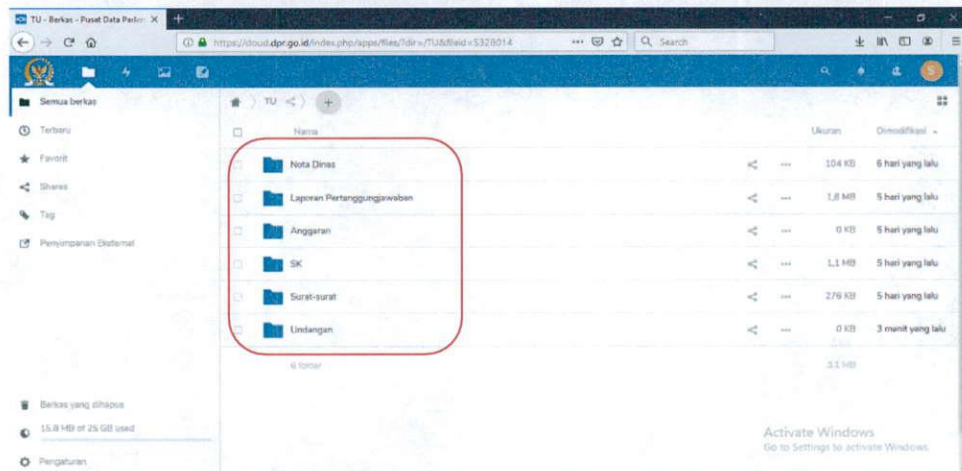 TU - Berkas - Pusat Data Parlem
https://cloud.dpr.go.id/index.php/apps/files/?dir=/TU&fileid=5328014
Search
S
Semua berkas
TU
Terbaru
Nama Ukuran Dimodifikasi
Favorit
Nota Dinas 104 KB 6 hari yang lalu
Shares
Laporan Pertanggungjawaban 1,8 MB 5 hari yang lalu
Tag
Anggaran 0 KB 5 hari yang lalu
Penyimpanan Eksternal
SK 1,1 MB 5 hari yang lalu
Surat-surat 276 KB 5 hari yang lalu
Undangan 0 KB 3 menit yang lalu
6 folder 3.1 MB
Berkas yang dihapus
15.8 MB of 25 GB used
Pengaturan
Activate Windows
Go to Settings to activate Windows.